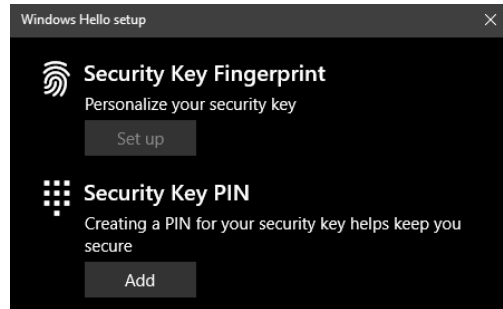 Windows Hello setup
Security Key Fingerprint
Personalize your security key
Set up
Security Key PIN
Creating a PIN for your security key helps keep you
secure
Add